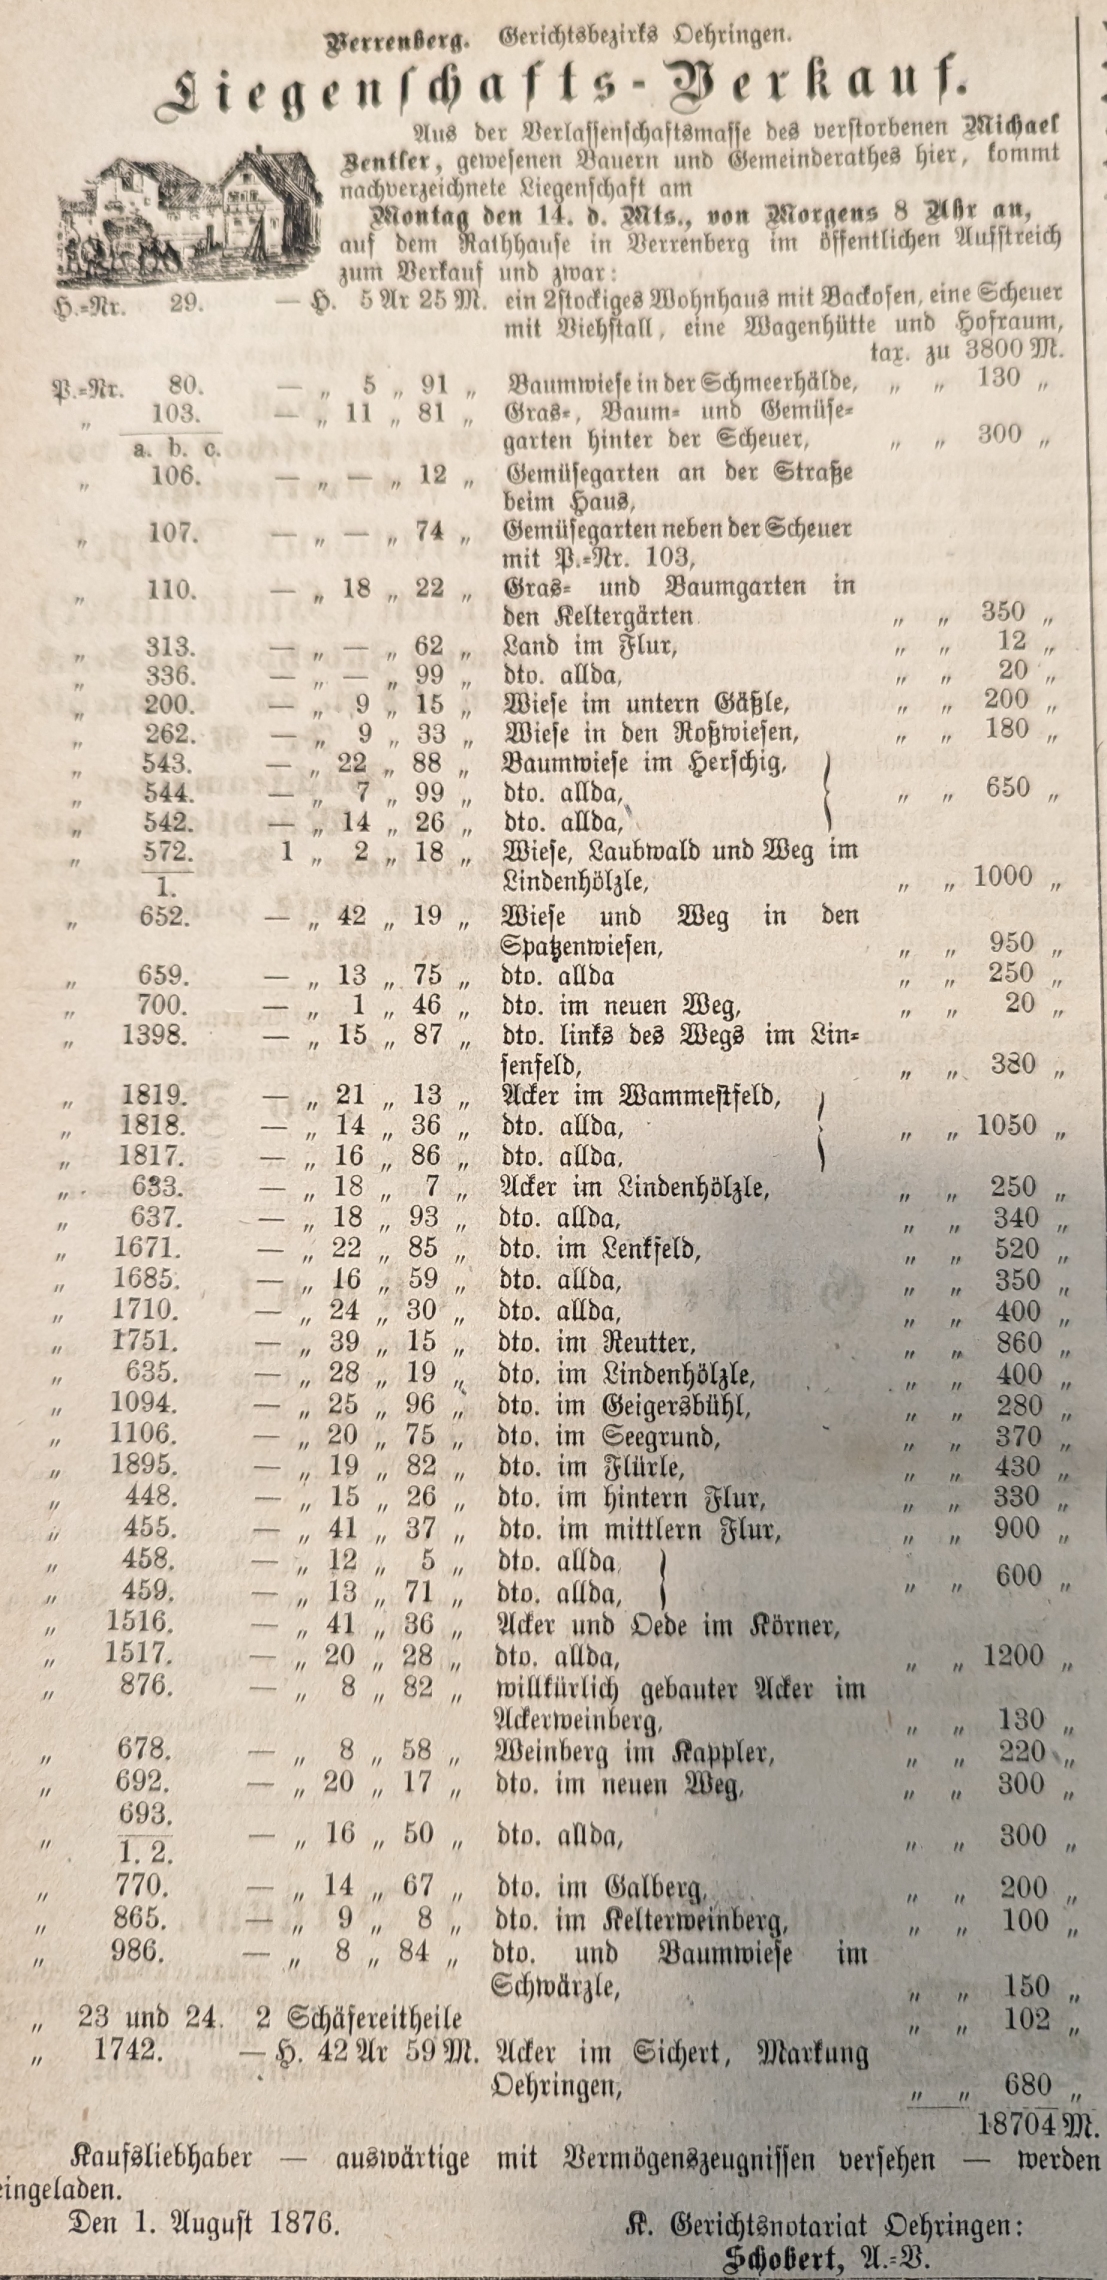 Verrenberg. Gerichtsbezirks Oehringen.
Liegenschafts-Verkauf.
Aus der Verlassenschaftsmasse des verstorbenen Michael
Zentler, gewesenen Bauern und Gemeinderathes hier, kommt
nachverzeichnete Liegenschaft am
Montag den 14. d. Mts., von Morgens 8 Uhr an,
auf dem Rathhause in Verrenberg im öffentlichen Aufstreich
zum Verkauf und zwar:
H.-Nr. 29. — H. 5 Ar 25 M. ein 2stockiges Wohnhaus mit Backofen, eine Scheuer
mit Viehstall, eine Wagenhütte und Hofraum,
tax. zu 3800 M.
P.-Nr. 80. — „ 5 „ 91 „ Baumwiese in der Schmeerhälde, „ „ 130 „
„ 103. — „ 11 „ 81 „ Gras-, Baum- und Gemüse-
a. b. c. garten hinter der Scheuer, „ „ 300 „
„ 106. — „ — „ 12 „ Gemüsegarten an der Straße
beim Haus,
„ 107. — „ — „ 74 „ Gemüsegarten neben der Scheuer
mit P.-Nr. 103,
„ 110. — „ 18 „ 22 „ Gras- und Baumgarten in
den Keltergärten „ „ 350 „
„ 313. — „ — „ 62 „ Land im Flur, „ „ 12 „
„ 336. — „ — „ 99 „ dto. allda, „ „ 20 „
„ 200. — „ 9 „ 15 „ Wiese im untern Gäßle, „ „ 200 „
„ 262. — „ 9 „ 33 „ Wiese in den Roßwiesen, „ „ 180 „
„ 543. — „ 22 „ 88 „ Baumwiese im Herschig,
„ 544. — „ 7 „ 99 „ dto. allda, „ „ 650 „
„ 542. — „ 14 „ 26 „ dto. allda,
„ 572. 1 „ 2 „ 18 „ Wiese, Laubwald und Weg im
1. Lindenhölzle, „ „ 1000 „
„ 652. — „ 42 „ 19 „ Wiese und Weg in den
Spatzenwiesen, „ „ 950 „
„ 659. — „ 13 „ 75 „ dto. allda „ „ 250 „
„ 700. — „ 1 „ 46 „ dto. im neuen Weg, „ „ 20 „
„ 1398. — „ 15 „ 87 „ dto. links des Wegs im Lin-
senfeld, „ „ 380 „
„ 1819. — „ 21 „ 13 „ Acker im Wammestfeld,
„ 1818. — „ 14 „ 36 „ dto. allda, „ „ 1050 „
„ 1817. — „ 16 „ 86 „ dto. allda,
„ 633. — „ 18 „ 7 „ Acker im Lindenhölzle, „ „ 250 „
„ 637. — „ 18 „ 93 „ dto. allda, „ „ 340 „
„ 1671. — „ 22 „ 85 „ dto. im Lenkfeld, „ „ 520 „
„ 1685. — „ 16 „ 59 „ dto. allda, „ „ 350 „
„ 1710. — „ 24 „ 30 „ dto. allda, „ „ 400 „
„ 1751. — „ 39 „ 15 „ dto. im Reutter, „ „ 860 „
„ 635. — „ 28 „ 19 „ dto. im Lindenhölzle, „ „ 400 „
„ 1094. — „ 25 „ 96 „ dto. im Geigersbühl, „ „ 280 „
„ 1106. — „ 20 „ 75 „ dto. im Seegrund, „ „ 370 „
„ 1895. — „ 19 „ 82 „ dto. im Flürle, „ „ 430 „
„ 448. — „ 15 „ 26 „ dto. im hintern Flur, „ „ 330 „
„ 455. — „ 41 „ 37 „ dto. im mittlern Flur, „ „ 900 „
„ 458. — „ 12 „ 5 „ dto. allda
„ 459. — „ 13 „ 71 „ dto. allda, „ „ 600 „
„ 1516. — „ 41 „ 36 „ Acker und Oede im Körner,
„ 1517. — „ 20 „ 28 „ dto. allda, „ „ 1200 „
„ 876. — „ 8 „ 82 „ willkürlich gebauter Acker im
Ackerweinberg, „ „ 130 „
„ 678. — „ 8 „ 58 „ Weinberg im Kappler, „ „ 220 „
„ 692. — „ 20 „ 17 „ dto. im neuen Weg, „ „ 300 „
„ 693. 1. 2. — „ 16 „ 50 „ dto. allda, „ „ 300 „
„ 770. — „ 14 „ 67 „ dto. im Galberg, „ „ 200 „
„ 865. — „ 9 „ 8 „ dto. im Kelterweinberg, „ „ 100 „
„ 986. — „ 8 „ 84 „ dto. und Baumwiese im
Schwärzle, „ „ 150 „
„ 23 und 24. 2 Schäfereitheile „ „ 102 „
„ 1742. — H. 42 Ar 59 M. Acker im Sichert, Markung
Oehringen, „ „ 680 „
18704 M.
Kaufsliebhaber — auswärtige mit Vermögenszeugnissen versehen — werden
eingeladen.
Den 1. August 1876. K. Gerichtsnotariat Oehringen:
Schobert, A.-V.